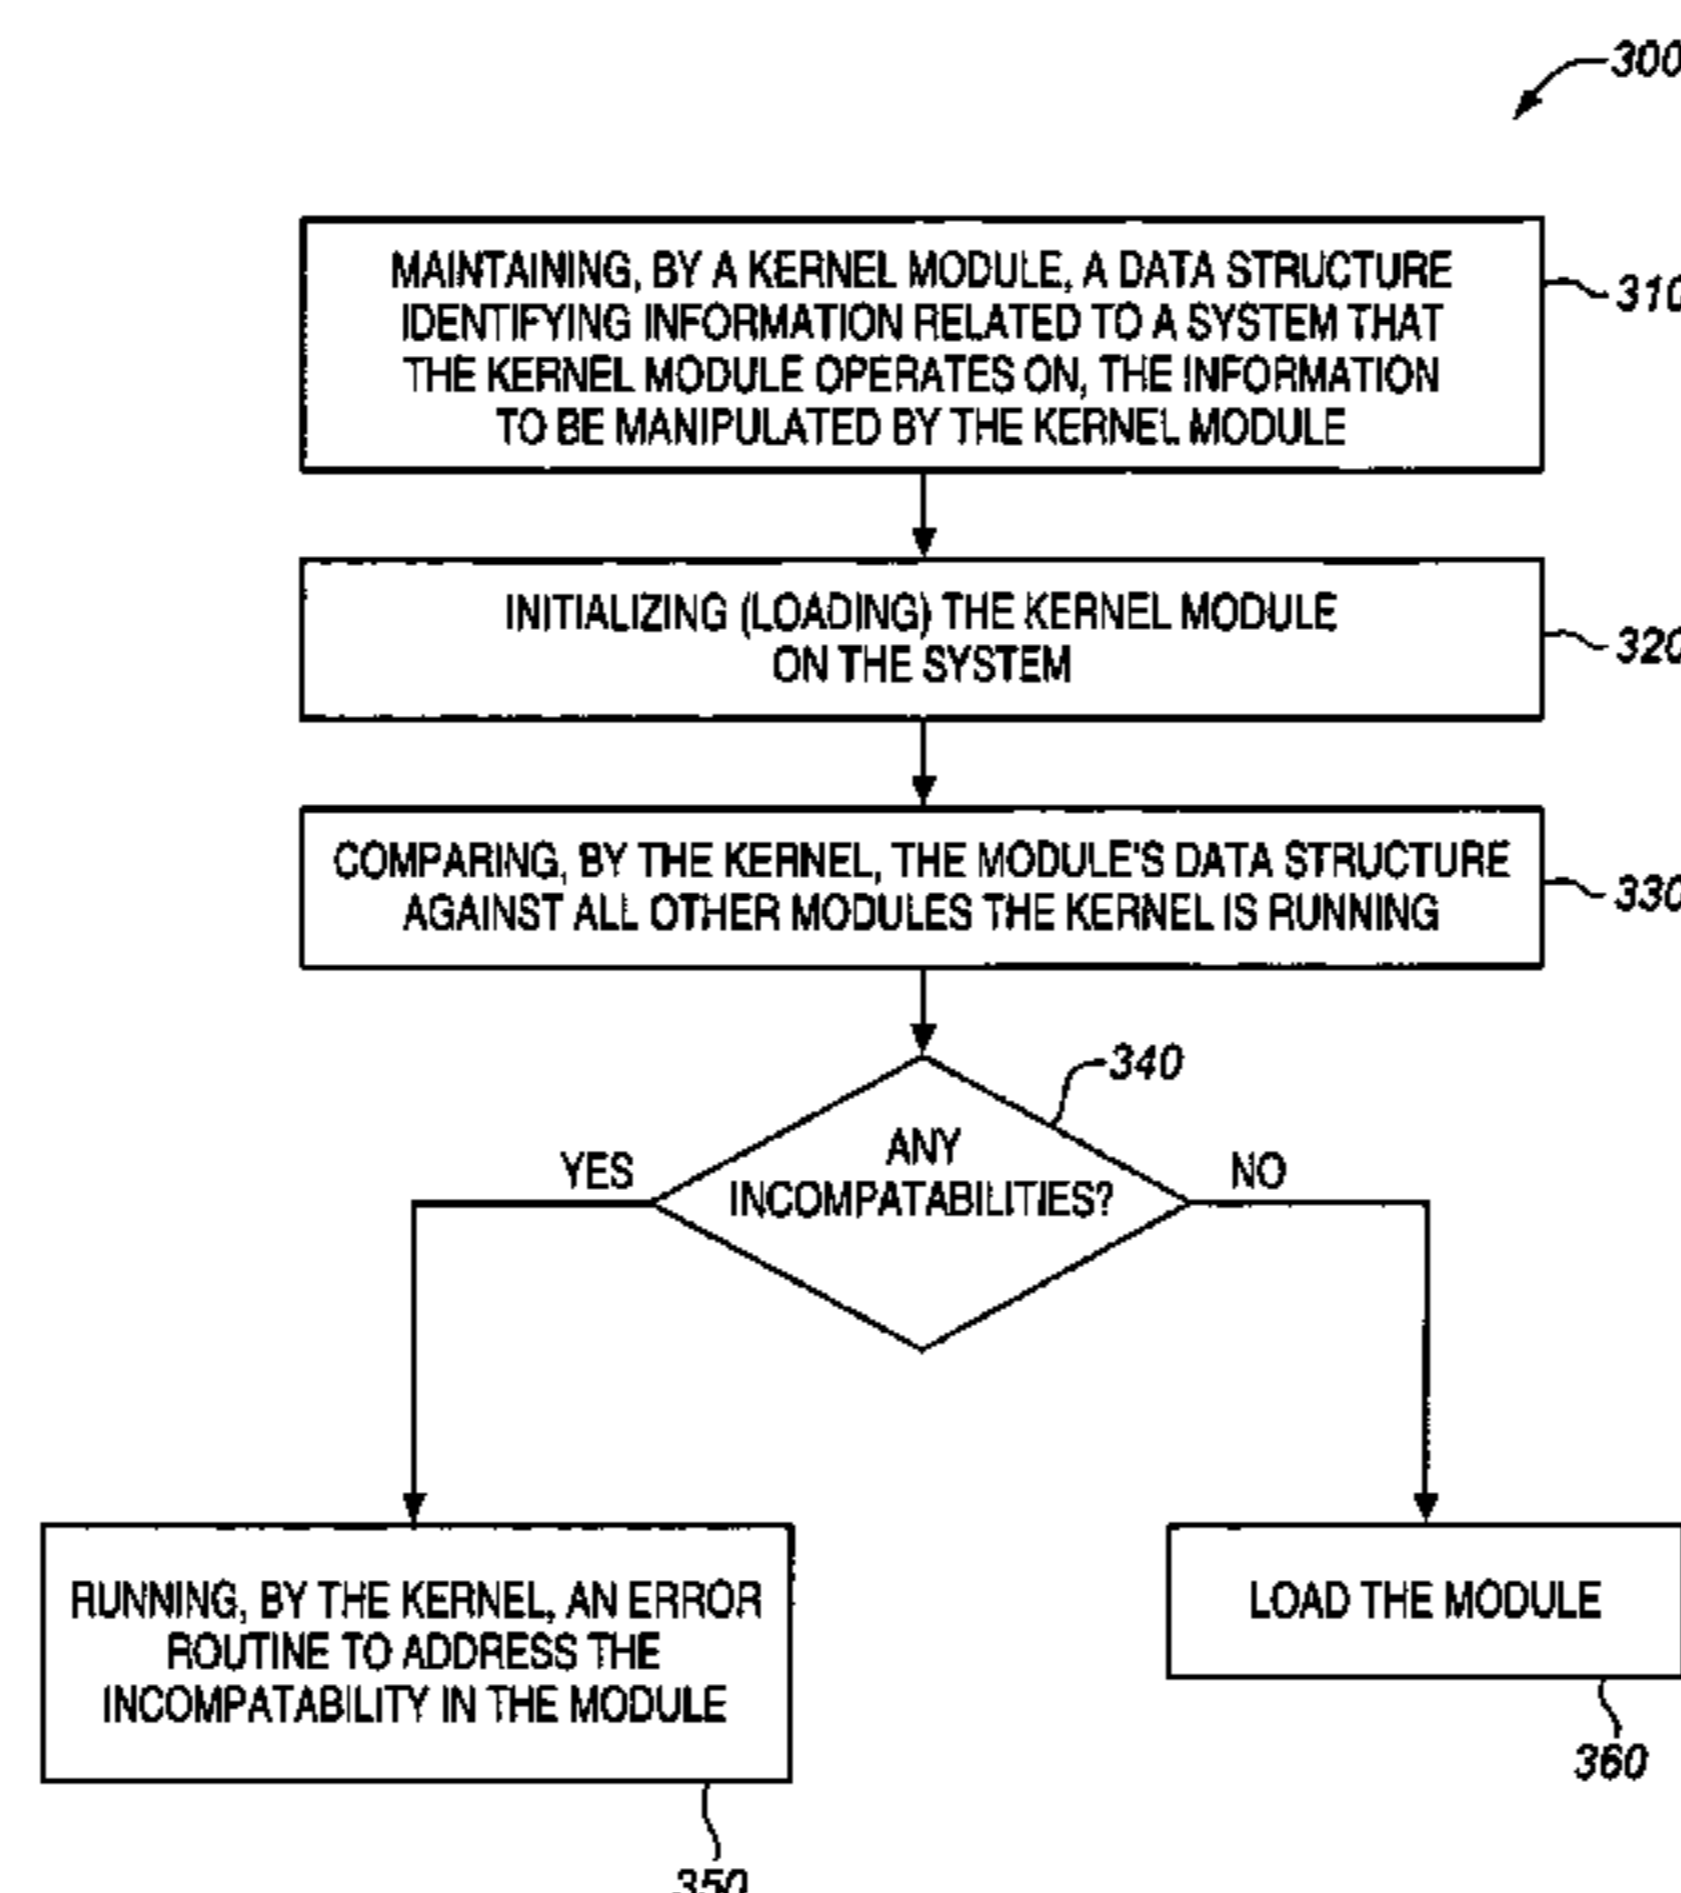 300
MAINTAINING, BY A KERNEL MODULE, A DATA STRUCTURE
IDENTIFYING INFORMATION RELATED TO A SYSTEM THAT
THE KERNEL MODULE OPERATES ON, THE INFORMATION
TO BE MANIPULATED BY THE KERNEL MODULE
310
INITIALIZING (LOADING) THE KERNEL MODULE
ON THE SYSTEM
320
COMPARING, BY THE KERNEL, THE MODULE'S DATA STRUCTURE
AGAINST ALL OTHER MODULES THE KERNEL IS RUNNING
330
340
ANY
INCOMPATABILITIES?
YES
NO
RUNNING, BY THE KERNEL, AN ERROR
ROUTINE TO ADDRESS THE
INCOMPATABILITY IN THE MODULE
350
LOAD THE MODULE
360